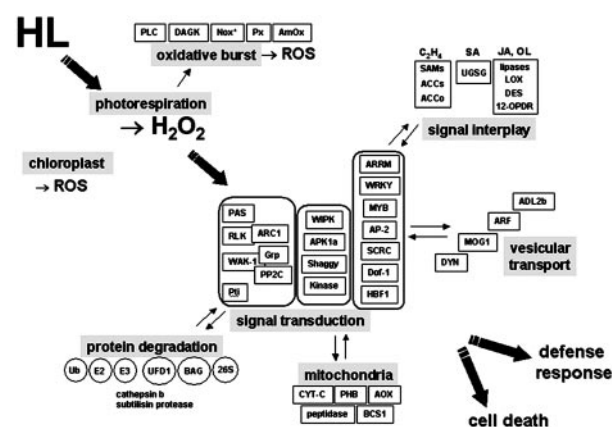 HL
PLC DAGK Nox* Px AmOx
oxidative burst → ROS
photorespiration
→ H₂O₂
chloroplast
→ ROS
C₂H₄ SA JA, OL
SAMs
ACCs
ACCo
UGSG
lipases
LOX
DES
12-OPDR
signal interplay
PAS
RLK
ARC1
WAK-1
Grp
PP2C
Pti
WIPK
APK1a
Shaggy
Kinase
ARRM
WRKY
MYB
AP-2
SCRC
Dof-1
HBF1
ADL2b
ARF
MOG1
DYN
vesicular
transport
signal transduction
protein degradation
Ub E2 E3 UFD1 BAG 26S
cathepsin b
subtilisin protease
mitochondria
CYT-C PHB AOX
peptidase BCS1
defense
response
cell death